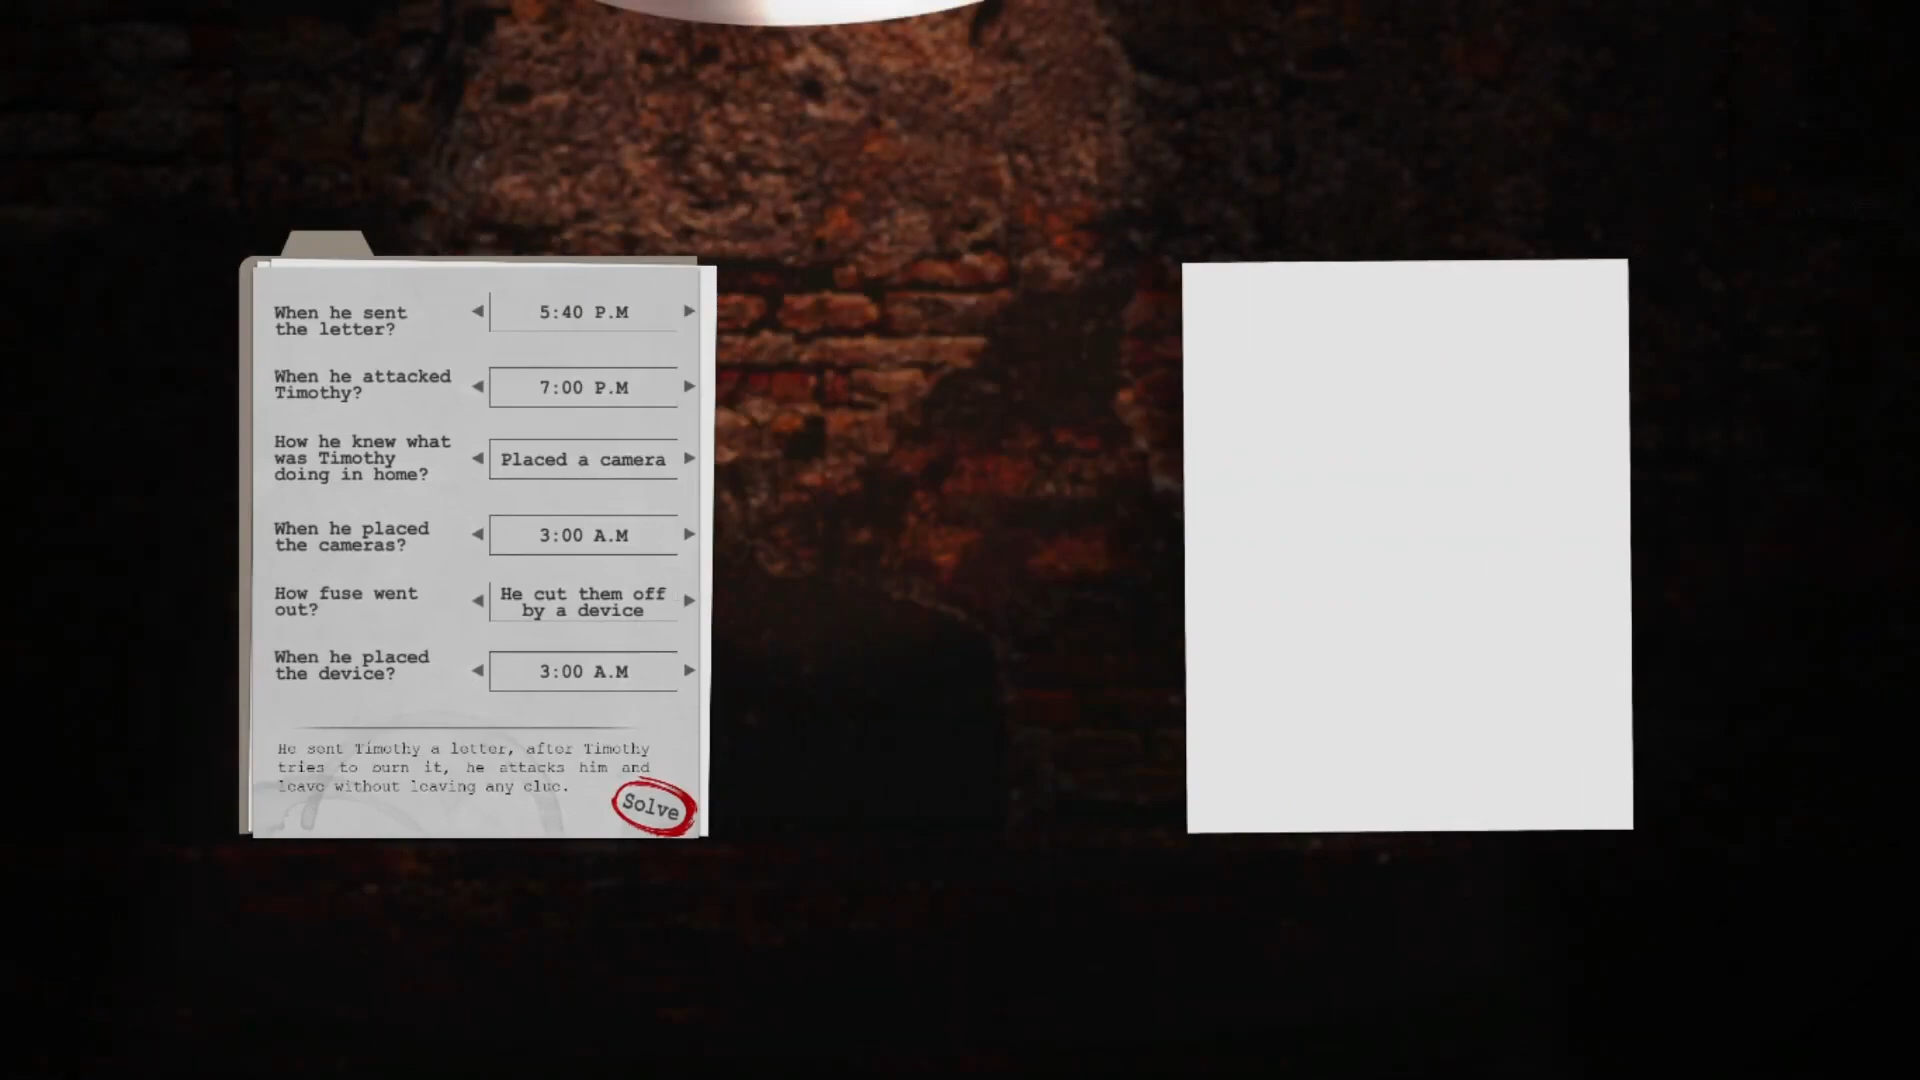 When he sent
the letter?
5:40 P.M
When he attacked
Timothy?
7:00 P.M
How he knew what
was Timothy
doing in home?
Placed a camera
When he placed
the cameras?
3:00 A.M
How fuse went
out?
He cut them off
by a device
When he placed
the device?
3:00 A.M
He sent Timothy a letter, after Timothy
tries to burn it, he attacks him and
leave without leaving any clue.
Solve